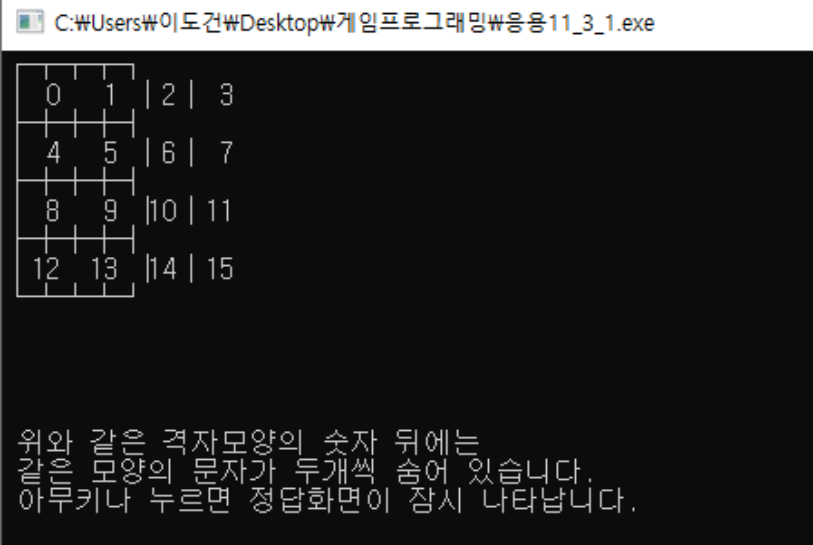 C:₩Users₩이도건₩Desktop₩게임프로그래밍₩응용11_3_1.exe
0 1 |2| 3
4 5 |6| 7
8 9 |10| 11
12 13 |14| 15
위와 같은 격자모양의 숫자 뒤에는
같은 모양의 문자가 두개씩 숨어 있습니다.
아무키나 누르면 정답화면이 잠시 나타납니다.